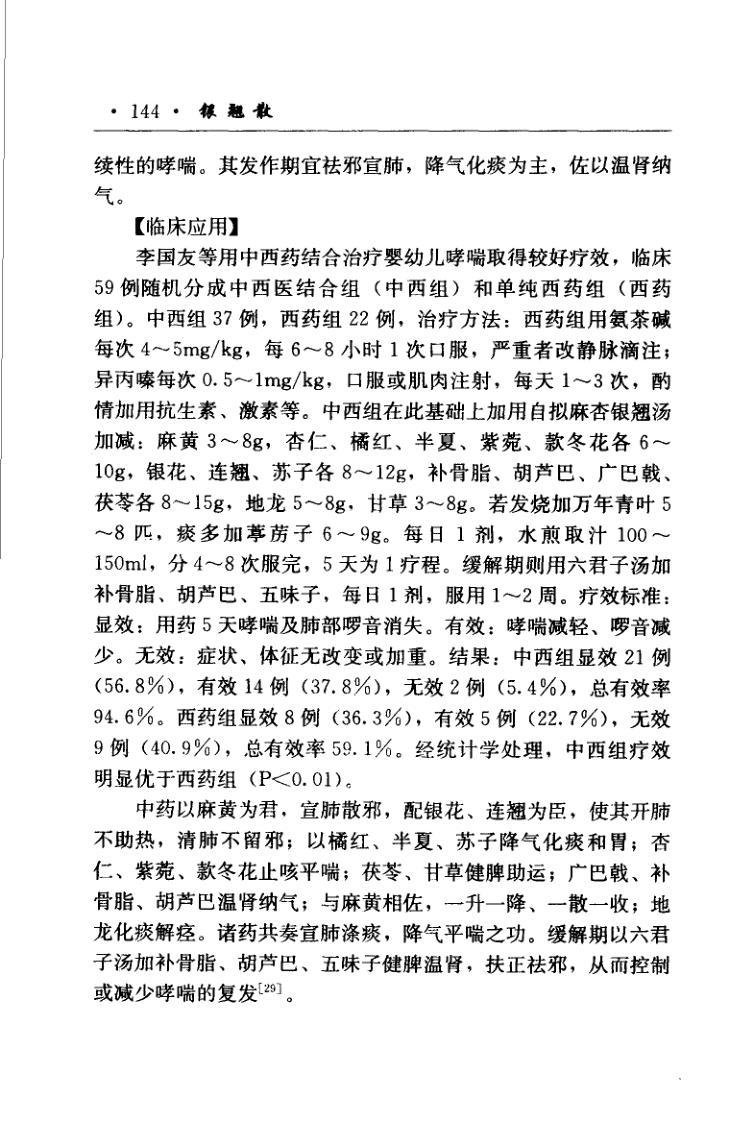 · 144 · 银翘散
续性的哮喘。其发作期宜祛邪宣肺，降气化痰为主，佐以温肾纳
气。
【临床应用】
李国友等用中西药结合治疗婴幼儿哮喘取得较好疗效，临床
59 例随机分成中西医结合组（中西组）和单纯西药组（西药
组）。中西组 37 例，西药组 22 例，治疗方法：西药组用氨茶碱
每次 4～5mg/kg，每 6～8 小时 1 次口服，严重者改静脉滴注；
异丙嗪每次 0.5～1mg/kg，口服或肌肉注射，每天 1～3 次，酌
情加用抗生素、激素等。中西组在此基础上加用自拟麻杏银翘汤
加减：麻黄 3～8g，杏仁、橘红、半夏、紫菀、款冬花各 6～
10g，银花、连翘、苏子各 8～12g，补骨脂、胡芦巴、广巴戟、
茯苓各 8～15g，地龙 5～8g，甘草 3～8g。若发烧加万年青叶 5
～8 匹，痰多加葶苈子 6～9g。每日 1 剂，水煎取汁 100～
150ml，分 4～8 次服完，5 天为 1 疗程。缓解期则用六君子汤加
补骨脂、胡芦巴、五味子，每日 1 剂，服用 1～2 周。疗效标准：
显效：用药 5 天哮喘及肺部啰音消失。有效：哮喘减轻、啰音减
少。无效：症状、体征无改变或加重。结果：中西组显效 21 例
（56.8%），有效 14 例（37.8%），无效 2 例（5.4%），总有效率
94.6%。西药组显效 8 例（36.3%），有效 5 例（22.7%），无效
9 例（40.9%），总有效率 59.1%。经统计学处理，中西组疗效
明显优于西药组（P<0.01）。
中药以麻黄为君，宣肺散邪，配银花、连翘为臣，使其开肺
不助热，清肺不留邪；以橘红、半夏、苏子降气化痰和胃；杏
仁、紫菀、款冬花止咳平喘；茯苓、甘草健脾助运；广巴戟、补
骨脂、胡芦巴温肾纳气；与麻黄相佐，一升一降、一散一收；地
龙化痰解痉。诸药共奏宣肺涤痰，降气平喘之功。缓解期以六君
子汤加补骨脂、胡芦巴、五味子健脾温肾，扶正祛邪，从而控制
或减少哮喘的复发[29]。